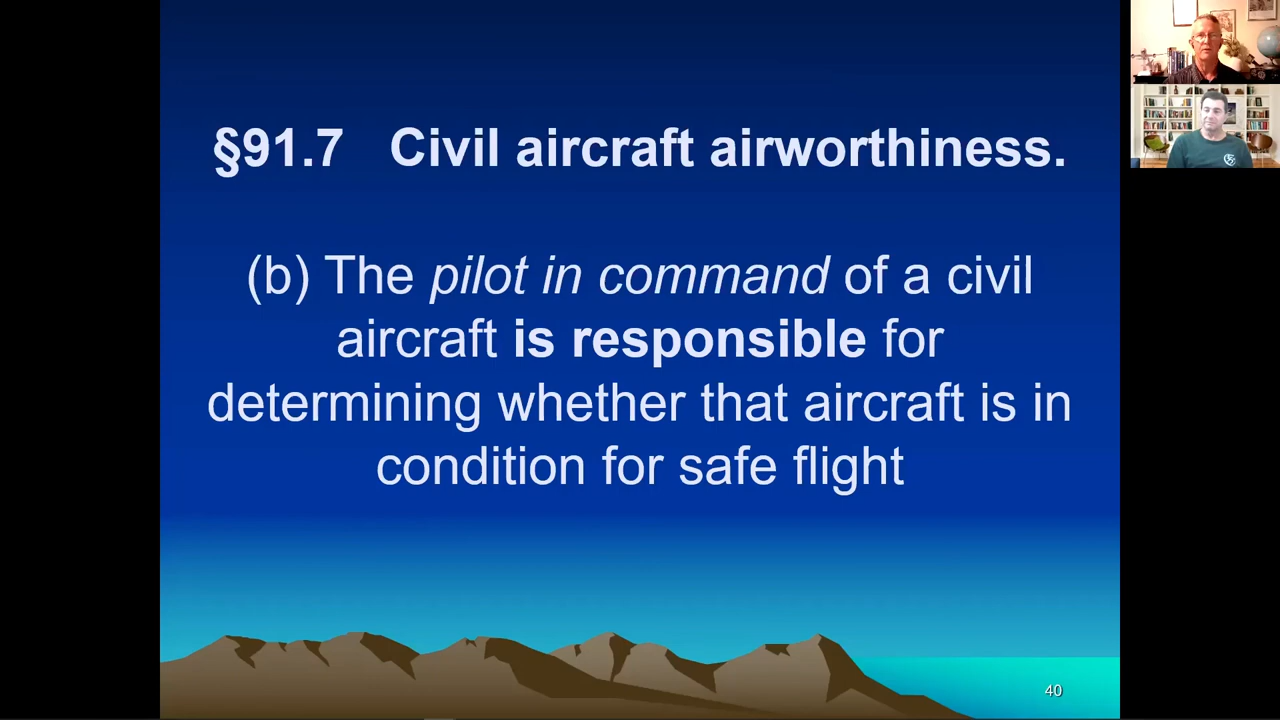 §91.7 Civil aircraft airworthiness.
(b) The pilot in command of a civil
aircraft is responsible for
determining whether that aircraft is in
condition for safe flight
40